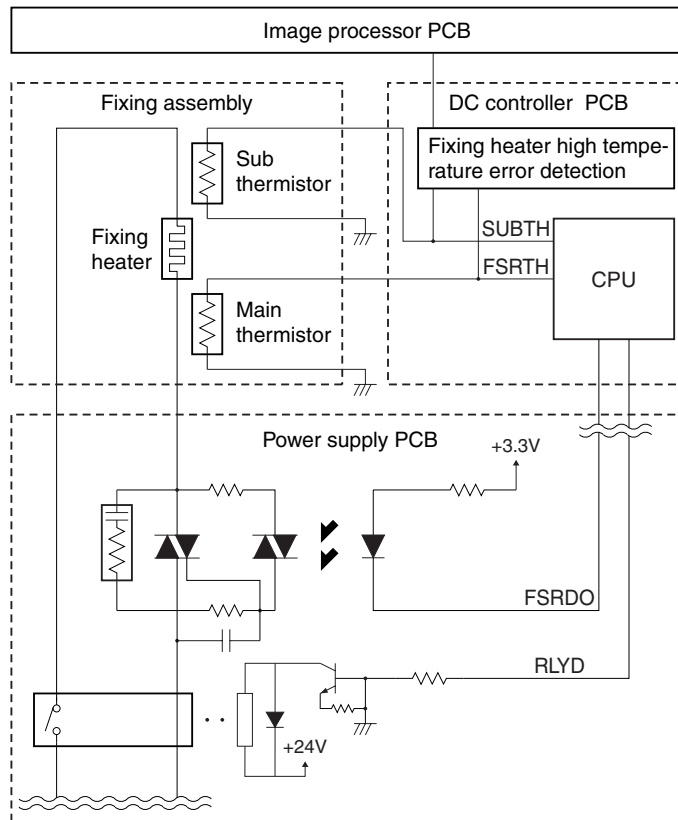 Image processor PCB
Fixing assembly
DC controller PCB
Sub
thermistor
Fixing heater high tempe-
rature error detection
Fixing
heater
SUBTH
FSRTH
CPU
Main
thermistor
Power supply PCB
+3.3V
FSRDO
RLYD
+24V